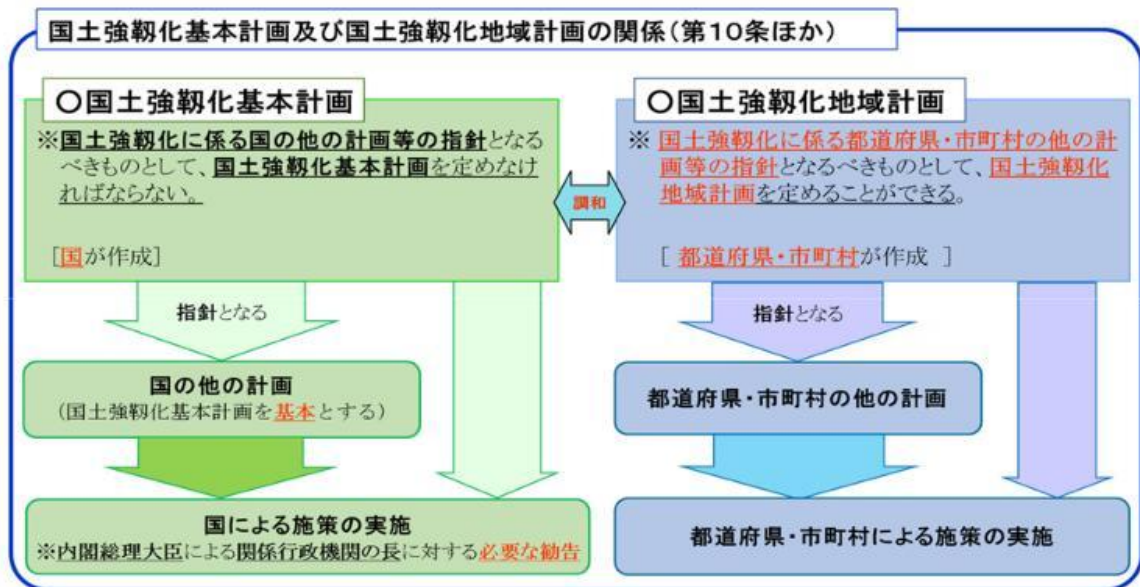 国土強靱化基本計画及び国土強靱化地域計画の関係(第10条ほか)
〇国土強靱化基本計画
※国土強靱化に係る国の他の計画等の指針となる
べきものとして、国土強靱化基本計画を定めなけ
ればならない。
[国が作成]
調和
〇国土強靱化地域計画
※ 国土強靱化に係る都道府県・市町村の他の計
画等の指針となるべきものとして、国土強靱化
地域計画を定めることができる。
[ 都道府県・市町村が作成 ]
指針となる
国の他の計画
(国土強靱化基本計画を基本とする)
国による施策の実施
※内閣総理大臣による関係行政機関の長に対する必要な勧告
指針となる
都道府県・市町村の他の計画
都道府県・市町村による施策の実施